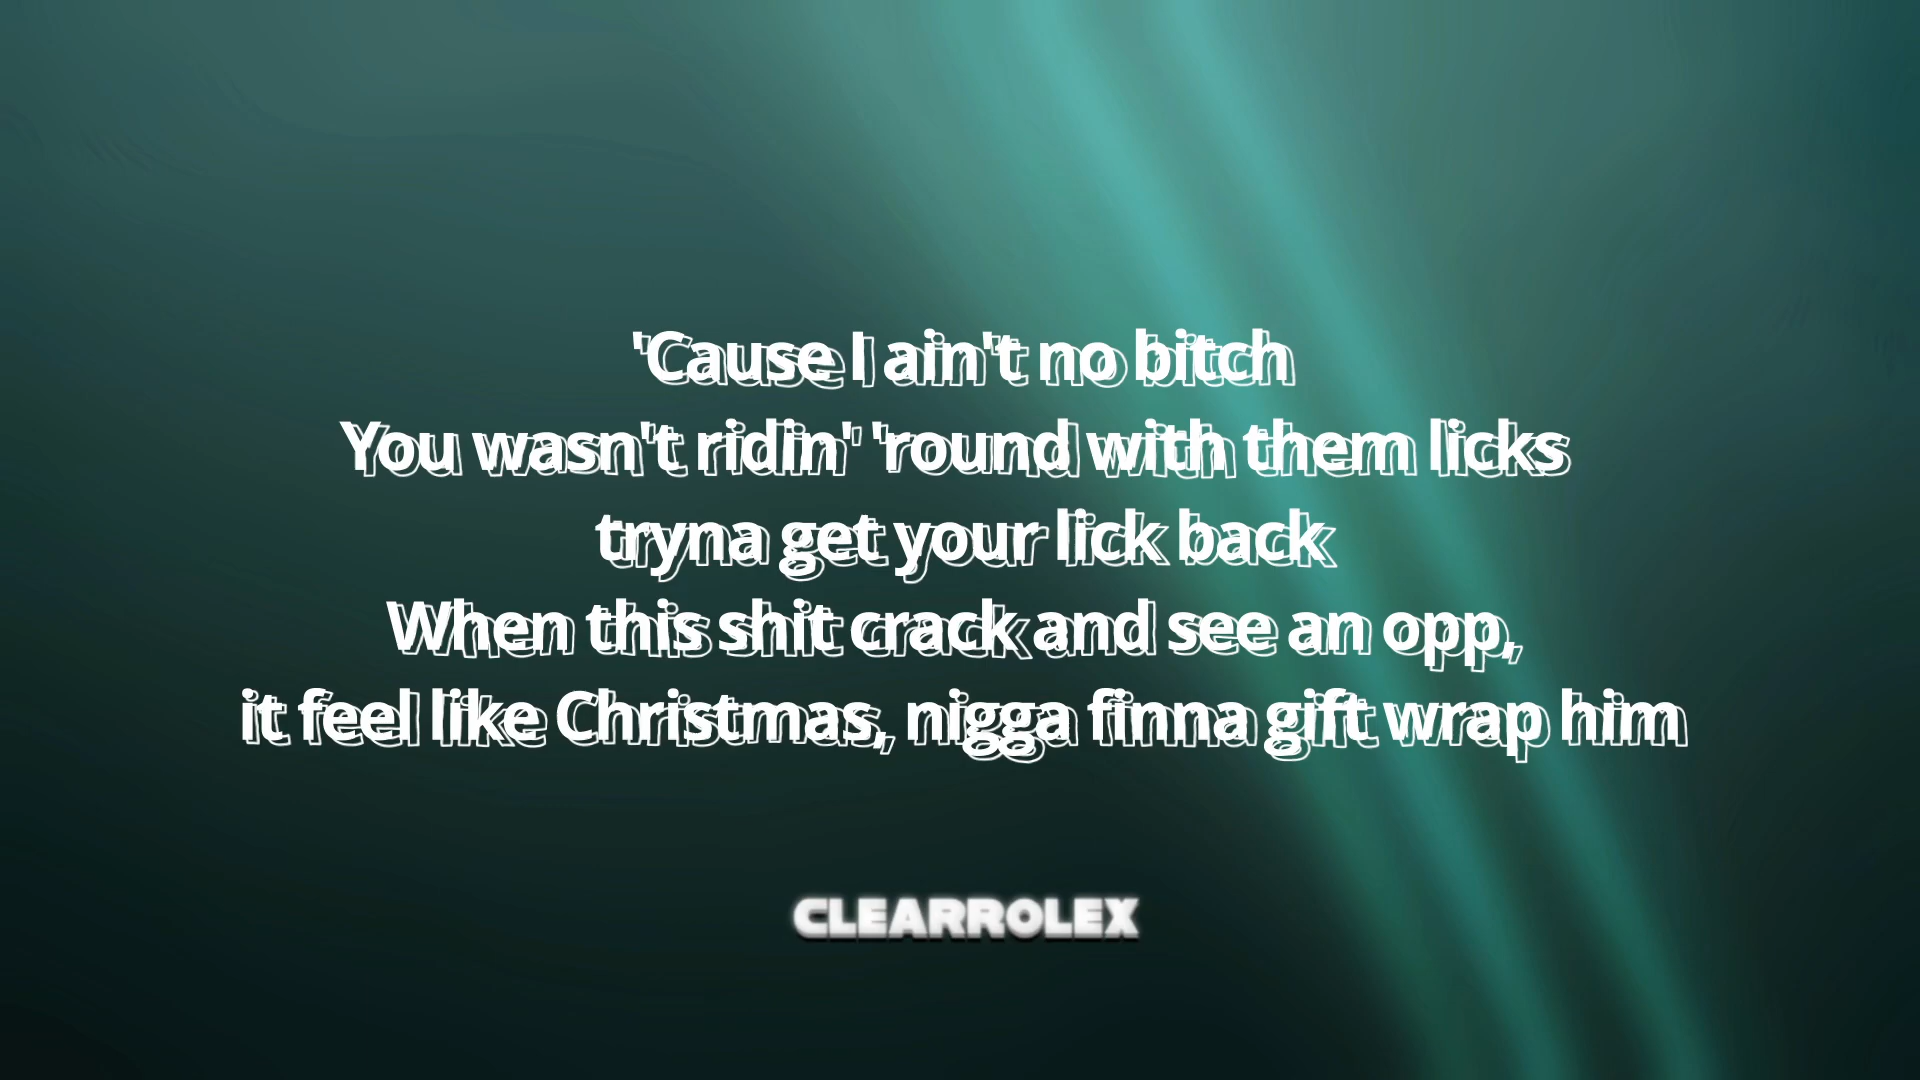 'Cause I ain't no bitch
You wasn't ridin' 'round with them licks
tryna get your lick back
When this shit crack and see an opp,
it feel like Christmas, nigga finna gift wrap him
CLEARROLEX